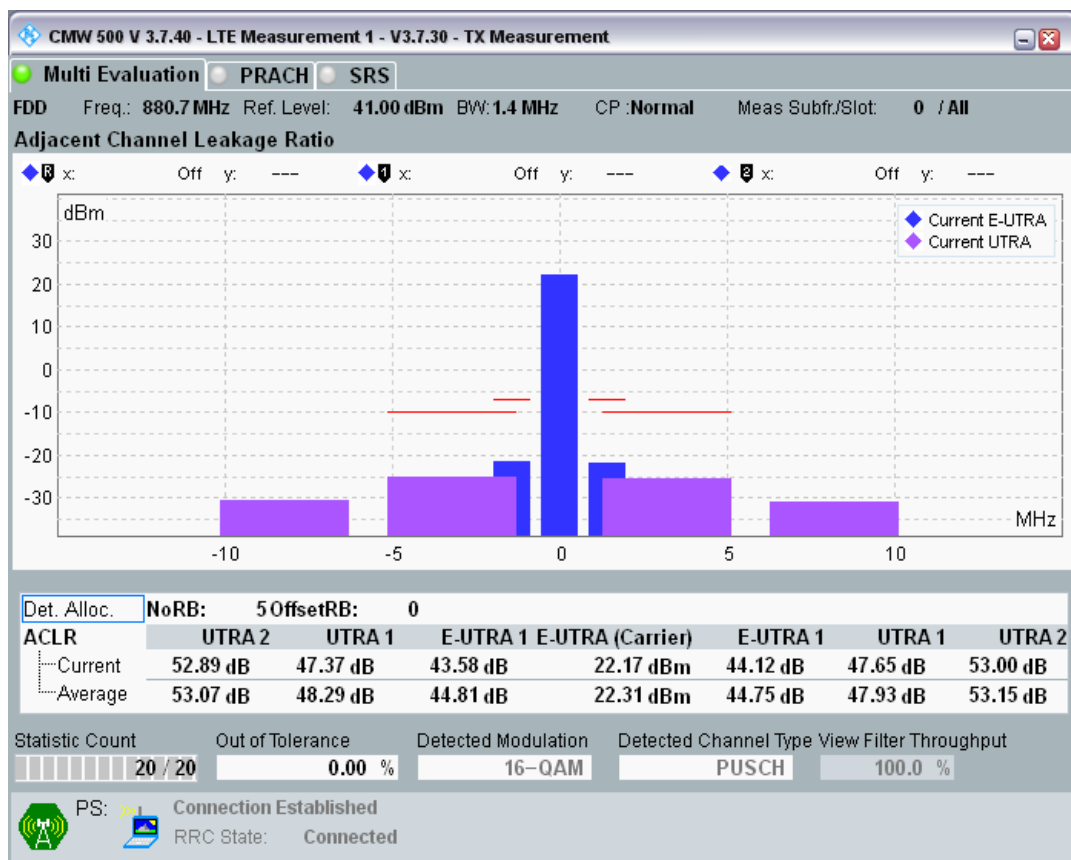 CMW 500 V 3.7.40 - LTE Measurement 1 - V3.7.30 - TX Measurement
Multi Evaluation PRACH SRS
FDD Freq.: 880.7 MHz Ref. Level: 41.00 dBm BW: 1.4 MHz CP :Normal Meas Subfr./Slot: 0 / All
Adjacent Channel Leakage Ratio
R x: Off y: --- 1 x: Off y: --- 2 x: Off y: ---
dBm
Current E-UTRA
Current UTRA
30
20
10
0
-10
-20
-30
MHz
-10 -5 0 5 10
Det. Alloc. NoRB: 5 OffsetRB: 0
ACLR UTRA 2 UTRA 1 E-UTRA 1 E-UTRA (Carrier) E-UTRA 1 UTRA 1 UTRA 2
Current 52.89 dB 47.37 dB 43.58 dB 22.17 dBm 44.12 dB 47.65 dB 53.00 dB
Average 53.07 dB 48.29 dB 44.81 dB 22.31 dBm 44.75 dB 47.93 dB 53.15 dB
Statistic Count Out of Tolerance Detected Modulation Detected Channel Type View Filter Throughput
20 / 20 0.00 % 16-QAM PUSCH 100.0 %
PS: Connection Established
RRC State: Connected